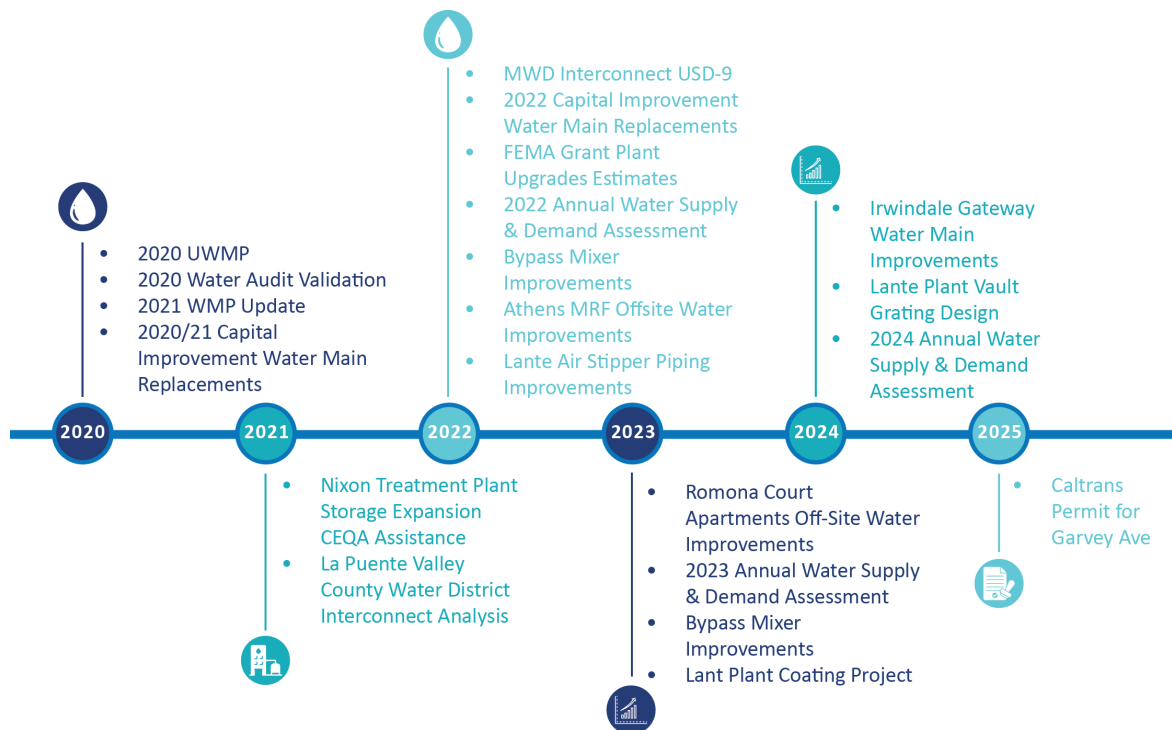 2020
• 2020 UWMP
• 2020 Water Audit Validation
• 2021 WMP Update
• 2020/21 Capital
Improvement Water Main
Replacements
2021
• Nixon Treatment Plant
Storage Expansion
CEQA Assistance
• La Puente Valley
County Water District
Interconnect Analysis
2022
• MWD Interconnect USD-9
• 2022 Capital Improvement
Water Main Replacements
• FEMA Grant Plant
Upgrades Estimates
• 2022 Annual Water Supply
& Demand Assessment
• Bypass Mixer
Improvements
• Athens MRF Offsite Water
Improvements
• Lante Air Stipper Piping
Improvements
2023
• Romona Court
Apartments Off-Site Water
Improvements
• 2023 Annual Water Supply
& Demand Assessment
• Bypass Mixer
Improvements
• Lant Plant Coating Project
2024
• Irwindale Gateway
Water Main
Improvements
• Lante Plant Vault
Grating Design
• 2024 Annual Water
Supply & Demand
Assessment
2025
• Caltrans
Permit for
Garvey Ave